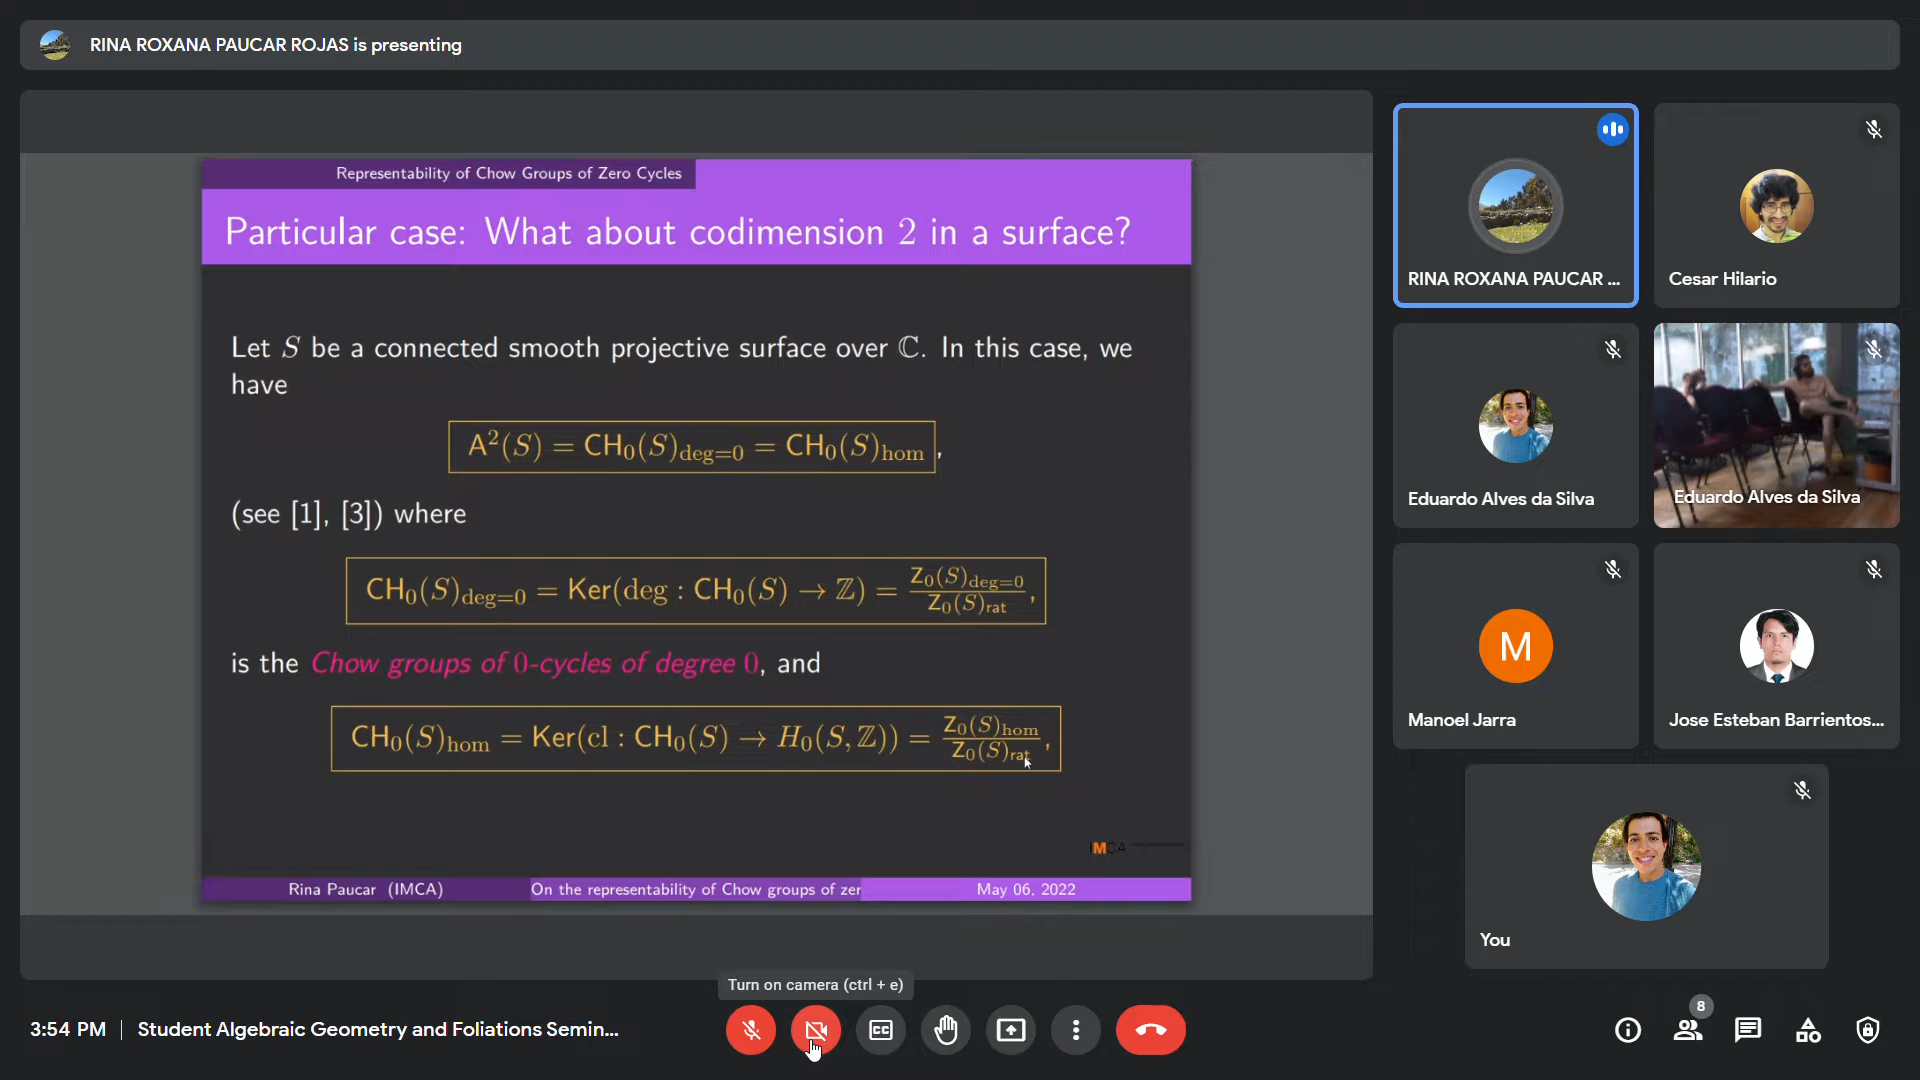 RINA ROXANA PAUCAR ROJAS is presenting
Representability of Chow Groups of Zero Cycles
Particular case: What about codimension 2 in a surface?
Let S be a connected smooth projective surface over ℂ. In this case, we
have
A²(S) = CH₀(S)_{deg=0} = CH₀(S)_{hom},
(see [1], [3]) where
CH₀(S)_{deg=0} = Ker(deg : CH₀(S) → ℤ) = Z₀(S)_{deg=0} / Z₀(S)_{rat},
is the Chow groups of 0-cycles of degree 0, and
CH₀(S)_{hom} = Ker(cl : CH₀(S) → H₀(S, ℤ)) = Z₀(S)_{hom} / Z₀(S)_{rat},
IMCA
Rina Paucar (IMCA)
On the representability of Chow groups of zer
May 06, 2022
RINA ROXANA PAUCAR ...
Cesar Hilario
Eduardo Alves da Silva
Eduardo Alves da Silva
M
Manoel Jarra
Jose Esteban Barrientos...
You
Turn on camera (ctrl + e)
3:54 PM | Student Algebraic Geometry and Foliations Semin...
CC
8